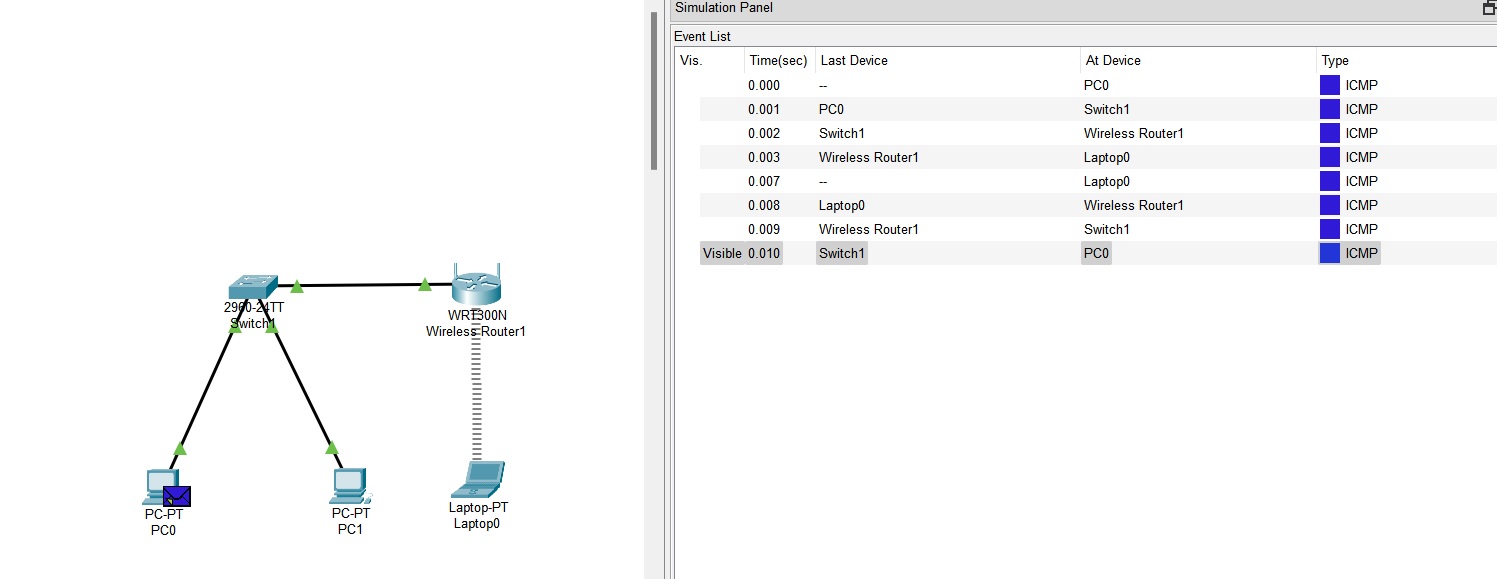 2960-24TT
Switch1
WRT300N
Wireless Router1
PC-PT
PC0
PC-PT
PC1
Laptop-PT
Laptop0
Simulation Panel
Event List
Vis. Time(sec) Last Device At Device Type
0.000 -- PC0 ICMP
0.001 PC0 Switch1 ICMP
0.002 Switch1 Wireless Router1 ICMP
0.003 Wireless Router1 Laptop0 ICMP
0.007 -- Laptop0 ICMP
0.008 Laptop0 Wireless Router1 ICMP
0.009 Wireless Router1 Switch1 ICMP
Visible 0.010 Switch1 PC0 ICMP